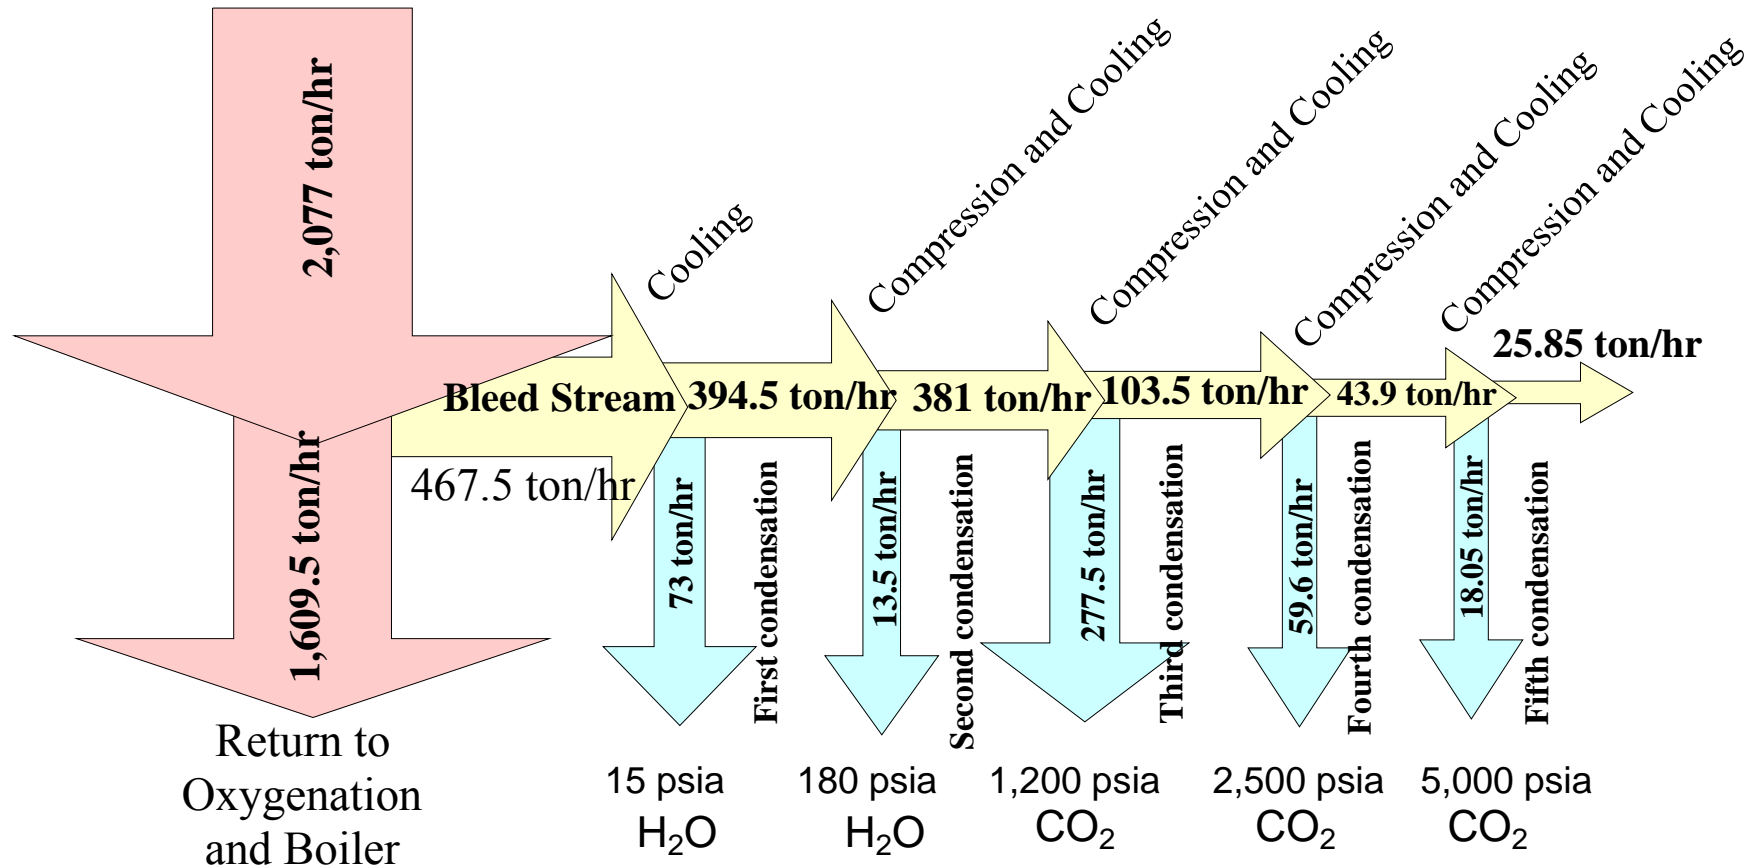 2,077 ton/hr
Cooling
Compression and Cooling
Compression and Cooling
Compression and Cooling
Compression and Cooling
Bleed Stream
394.5 ton/hr
381 ton/hr
103.5 ton/hr
43.9 ton/hr
25.85 ton/hr
467.5 ton/hr
1,609.5 ton/hr
73 ton/hr
First condensation
13.5 ton/hr
Second condensation
277.5 ton/hr
Third condensation
59.6 ton/hr
Fourth condensation
18.05 ton/hr
Fifth condensation
Return to
Oxygenation
and Boiler
15 psia
H₂O
180 psia
H₂O
1,200 psia
CO₂
2,500 psia
CO₂
5,000 psia
CO₂